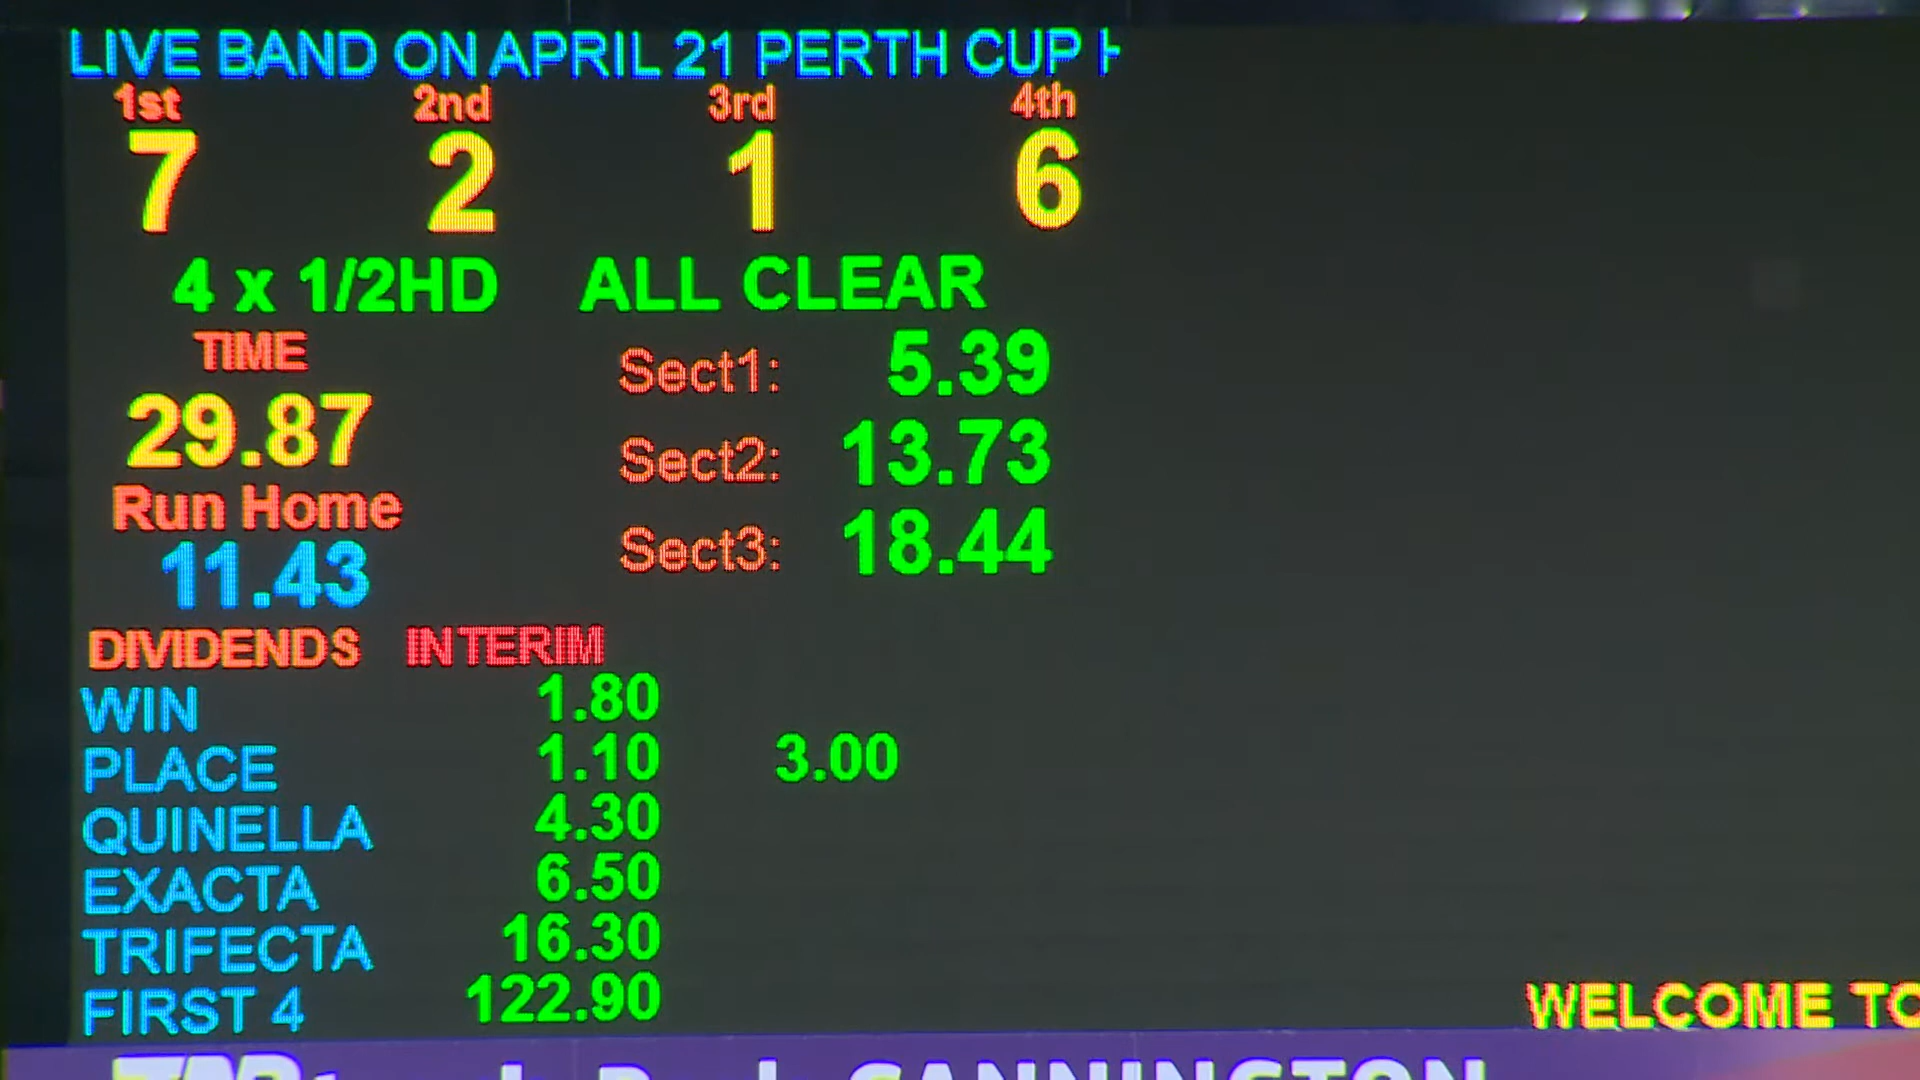 LIVE BAND ON APRIL 21 PERTH CUP
1st 2nd 3rd 4th
7 2 1 6
4 x 1/2HD ALL CLEAR
TIME
29.87
Run Home
11.43
Sect1: 5.39
Sect2: 13.73
Sect3: 18.44
DIVIDENDS INTERIM
WIN 1.80
PLACE 1.10 3.00
QUINELLA 4.30
EXACTA 6.50
TRIFECTA 16.30
FIRST 4 122.90
WELCOME TO
CANNINGTON